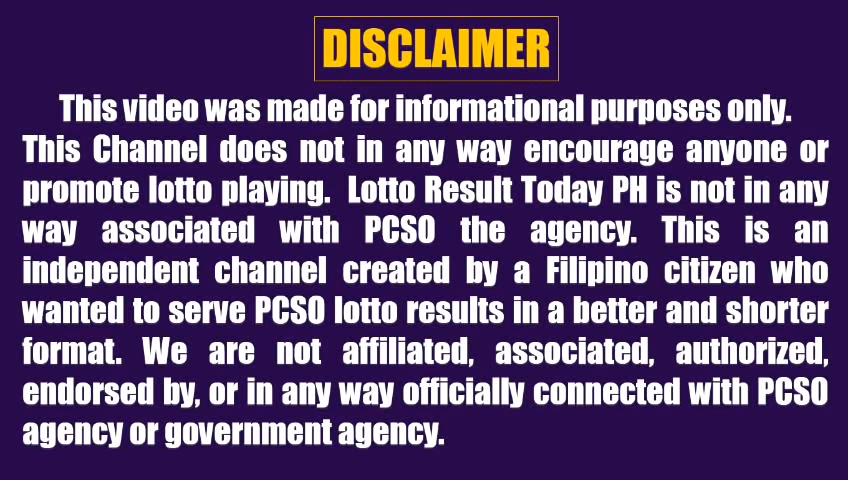 DISCLAIMER
This video was made for informational purposes only.
This Channel does not in any way encourage anyone or
promote lotto playing. Lotto Result Today PH is not in any
way associated with PCSO the agency. This is an
independent channel created by a Filipino citizen who
wanted to serve PCSO lotto results in a better and shorter
format. We are not affiliated, associated, authorized,
endorsed by, or in any way officially connected with PCSO
agency or government agency.